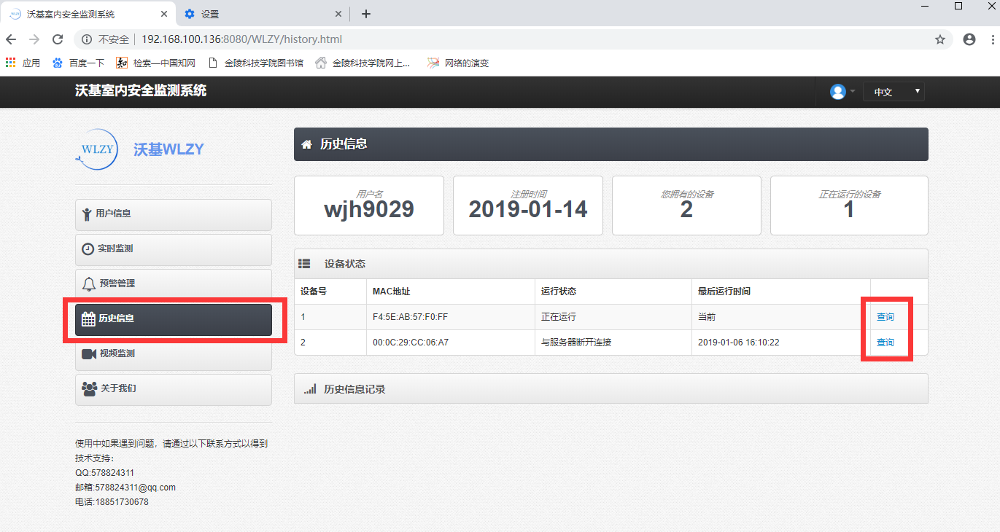 沃基室内安全监测系统
设置
不安全 192.168.100.136:8080/WLZY/history.html
应用 百度一下 检索—中国知网 金陵科技学院图书馆 金陵科技学院网上... 网络的演变
沃基室内安全监测系统
中文
WLZY
沃基WLZY
用户信息
实时监测
预警管理
历史信息
视频监测
关于我们
使用中如果遇到问题，请通过以下联系方式以得到
技术支持：
QQ:578824311
邮箱:578824311@qq.com
电话:18851730678
历史信息
用户名
wjh9029
注册时间
2019-01-14
您拥有的设备
2
正在运行的设备
1
设备状态
设备号 MAC地址 运行状态 最后运行时间
1 F4:5E:AB:57:F0:FF 正在运行 当前 查询
2 00:0C:29:CC:06:A7 与服务器断开连接 2019-01-06 16:10:22 查询
历史信息记录